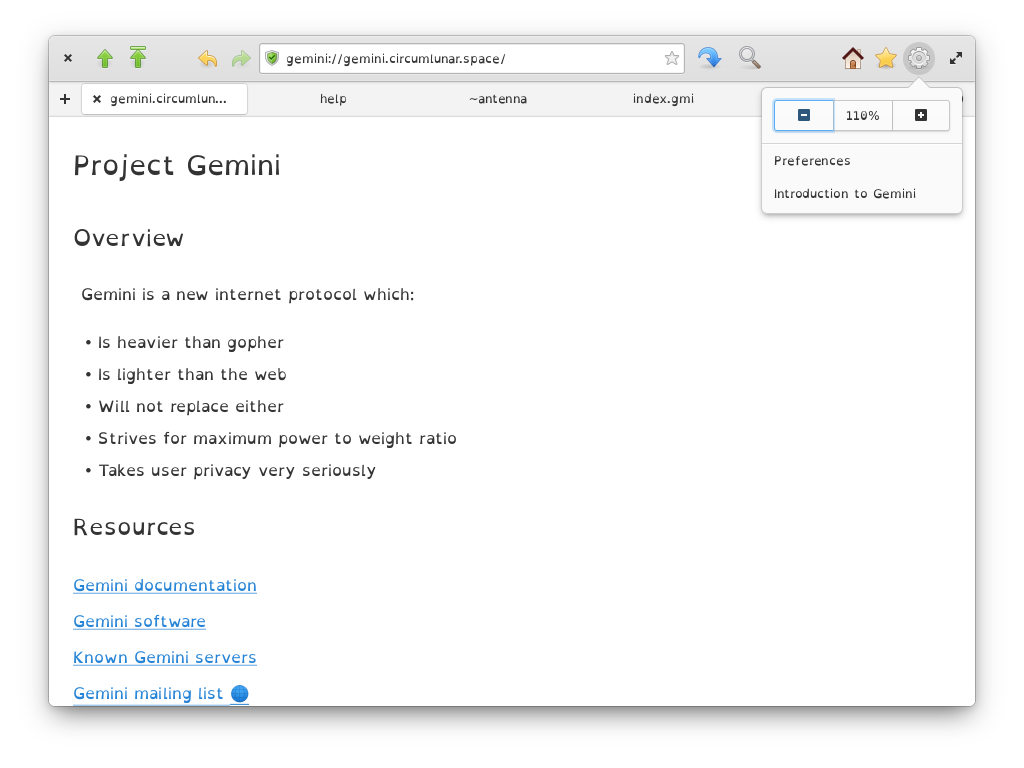 gemini://gemini.circumlunar.space/
gemini.circumlun...
help
~antenna
index.gmi
110%
Preferences
Introduction to Gemini
Project Gemini
Overview
Gemini is a new internet protocol which:
• Is heavier than gopher
• Is lighter than the web
• Will not replace either
• Strives for maximum power to weight ratio
• Takes user privacy very seriously
Resources
Gemini documentation
Gemini software
Known Gemini servers
Gemini mailing list